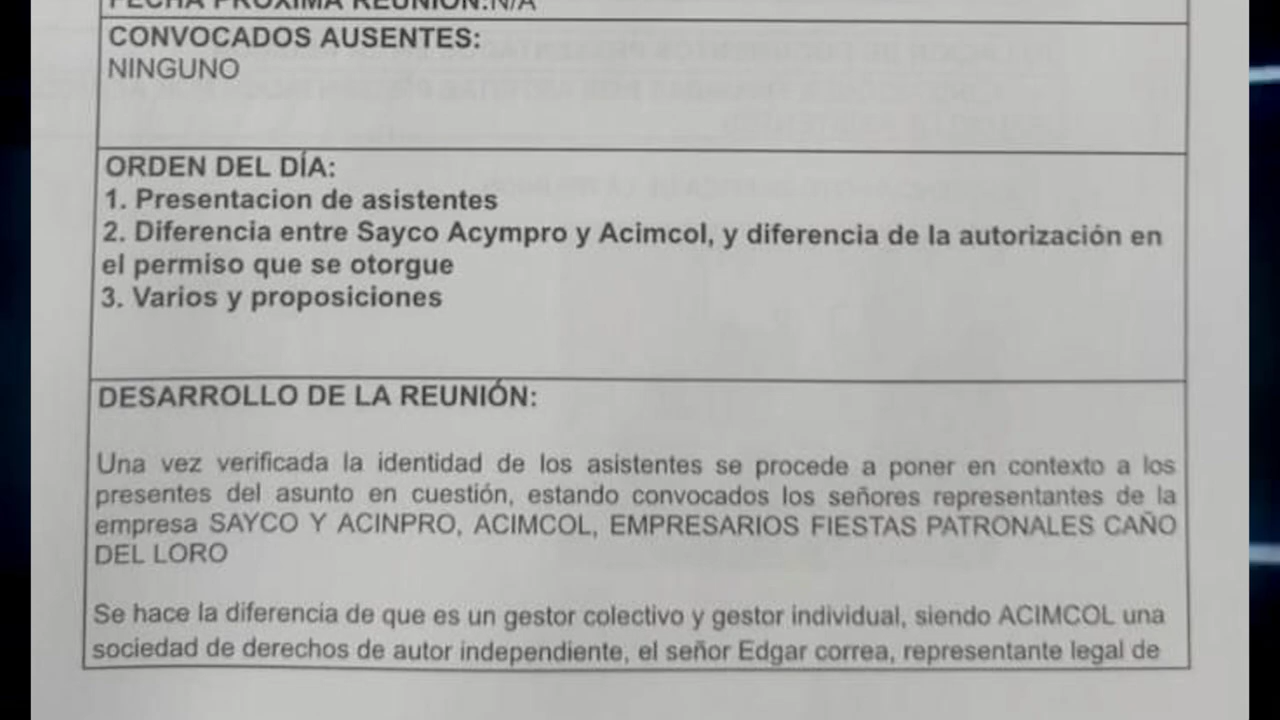 FECHA PROXIMA REUNION:N/A
CONVOCADOS AUSENTES:
NINGUNO
ORDEN DEL DÍA:
1. Presentacion de asistentes
2. Diferencia entre Sayco Acympro y Acimcol, y diferencia de la autorización en
el permiso que se otorgue
3. Varios y proposiciones
DESARROLLO DE LA REUNIÓN:
Una vez verificada la identidad de los asistentes se procede a poner en contexto a los
presentes del asunto en cuestión, estando convocados los señores representantes de la
empresa SAYCO Y ACINPRO, ACIMCOL, EMPRESARIOS FIESTAS PATRONALES CAÑO
DEL LORO
Se hace la diferencia de que es un gestor colectivo y gestor individual, siendo ACIMCOL una
sociedad de derechos de autor independiente, el señor Edgar correa, representante legal de